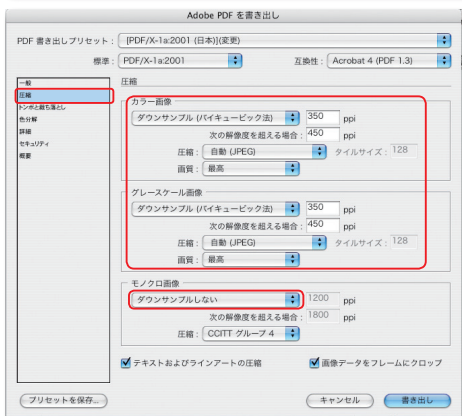 Adobe PDF を書き出し
PDF 書き出しプリセット： [PDF/X-1a:2001 (日本)](変更)
標準： PDF/X-1a:2001 互換性： Acrobat 4 (PDF 1.3)
一般
圧縮
トンボと裁ち落とし
色分解
詳細
セキュリティ
概要
圧縮
カラー画像
ダウンサンプル (バイキュービック法) 350 ppi
次の解像度を超える場合： 450 ppi
圧縮： 自動 (JPEG) タイルサイズ： 128
画質： 最高
グレースケール画像
ダウンサンプル (バイキュービック法) 350 ppi
次の解像度を超える場合： 450 ppi
圧縮： 自動 (JPEG) タイルサイズ： 128
画質： 最高
モノクロ画像
ダウンサンプルしない 1200 ppi
次の解像度を超える場合： 1800 ppi
圧縮： CCITT グループ 4
テキストおよびラインアートの圧縮 画像データをフレームにクロップ
プリセットを保存... キャンセル 書き出し